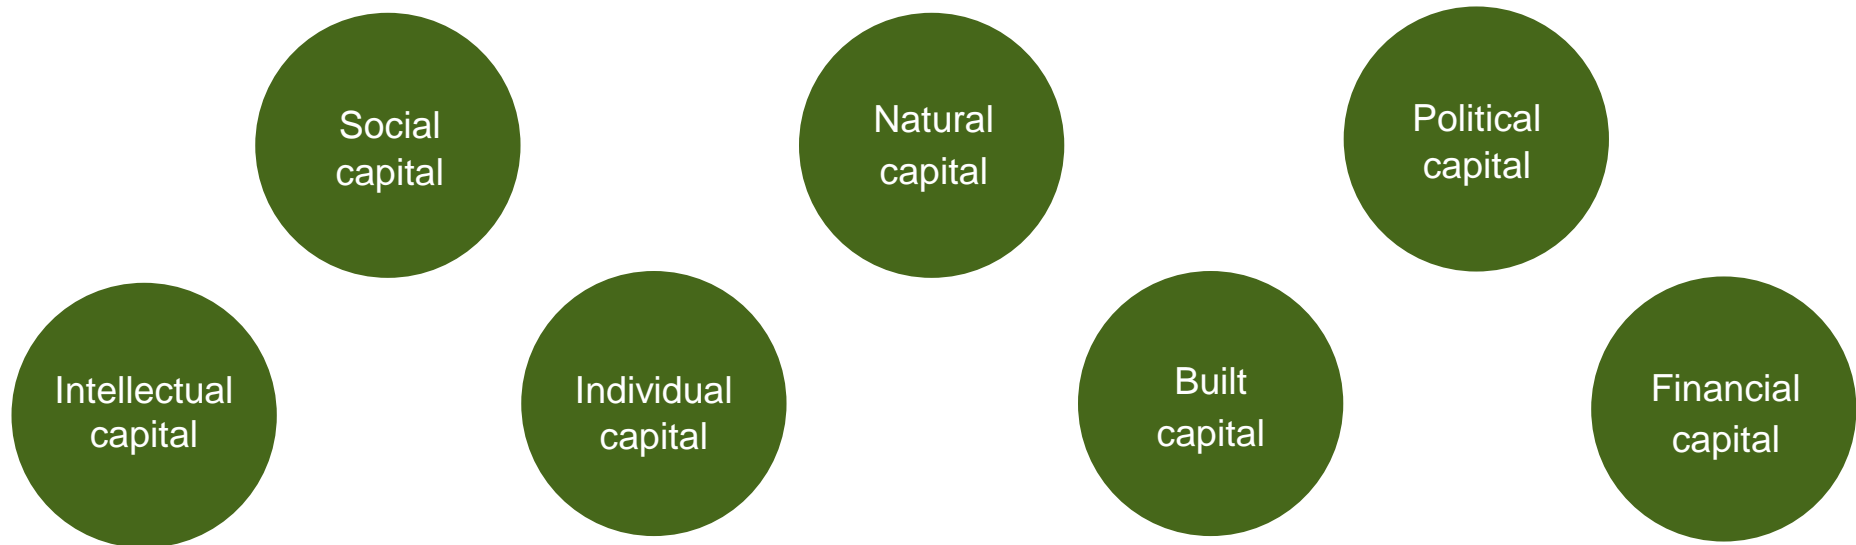 Social
capital
Natural
capital
Political
capital
Intellectual
capital
Individual
capital
Built
capital
Financial
capital